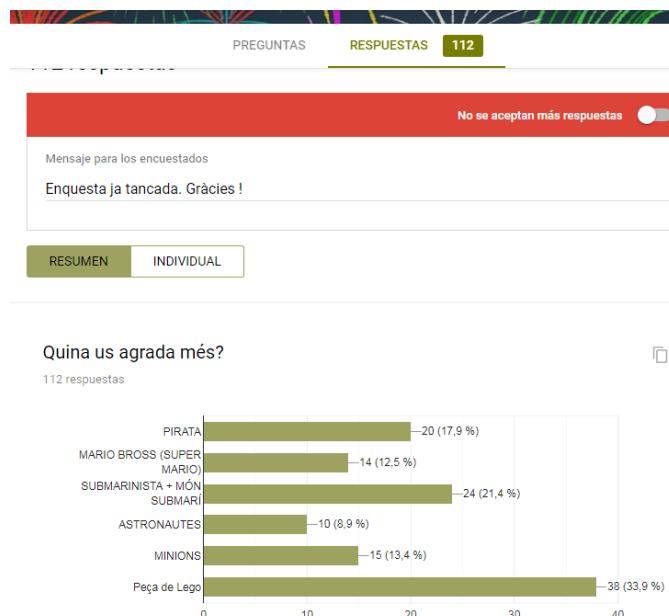 PREGUNTAS
RESPUESTAS 112
112 respuestas
No se aceptan más respuestas
Mensaje para los encuestados
Enquesta ja tancada. Gràcies !
RESUMEN
INDIVIDUAL
Quina us agrada més?
112 respuestas
PIRATA
20 (17,9 %)
MARIO BROSS (SUPER
MARIO)
14 (12,5 %)
SUBMARINISTA + MÓN
SUBMARÍ
24 (21,4 %)
ASTRONAUTES
10 (8,9 %)
MINIONS
15 (13,4 %)
Peça de Lego
38 (33,9 %)
0 10 20 30 40